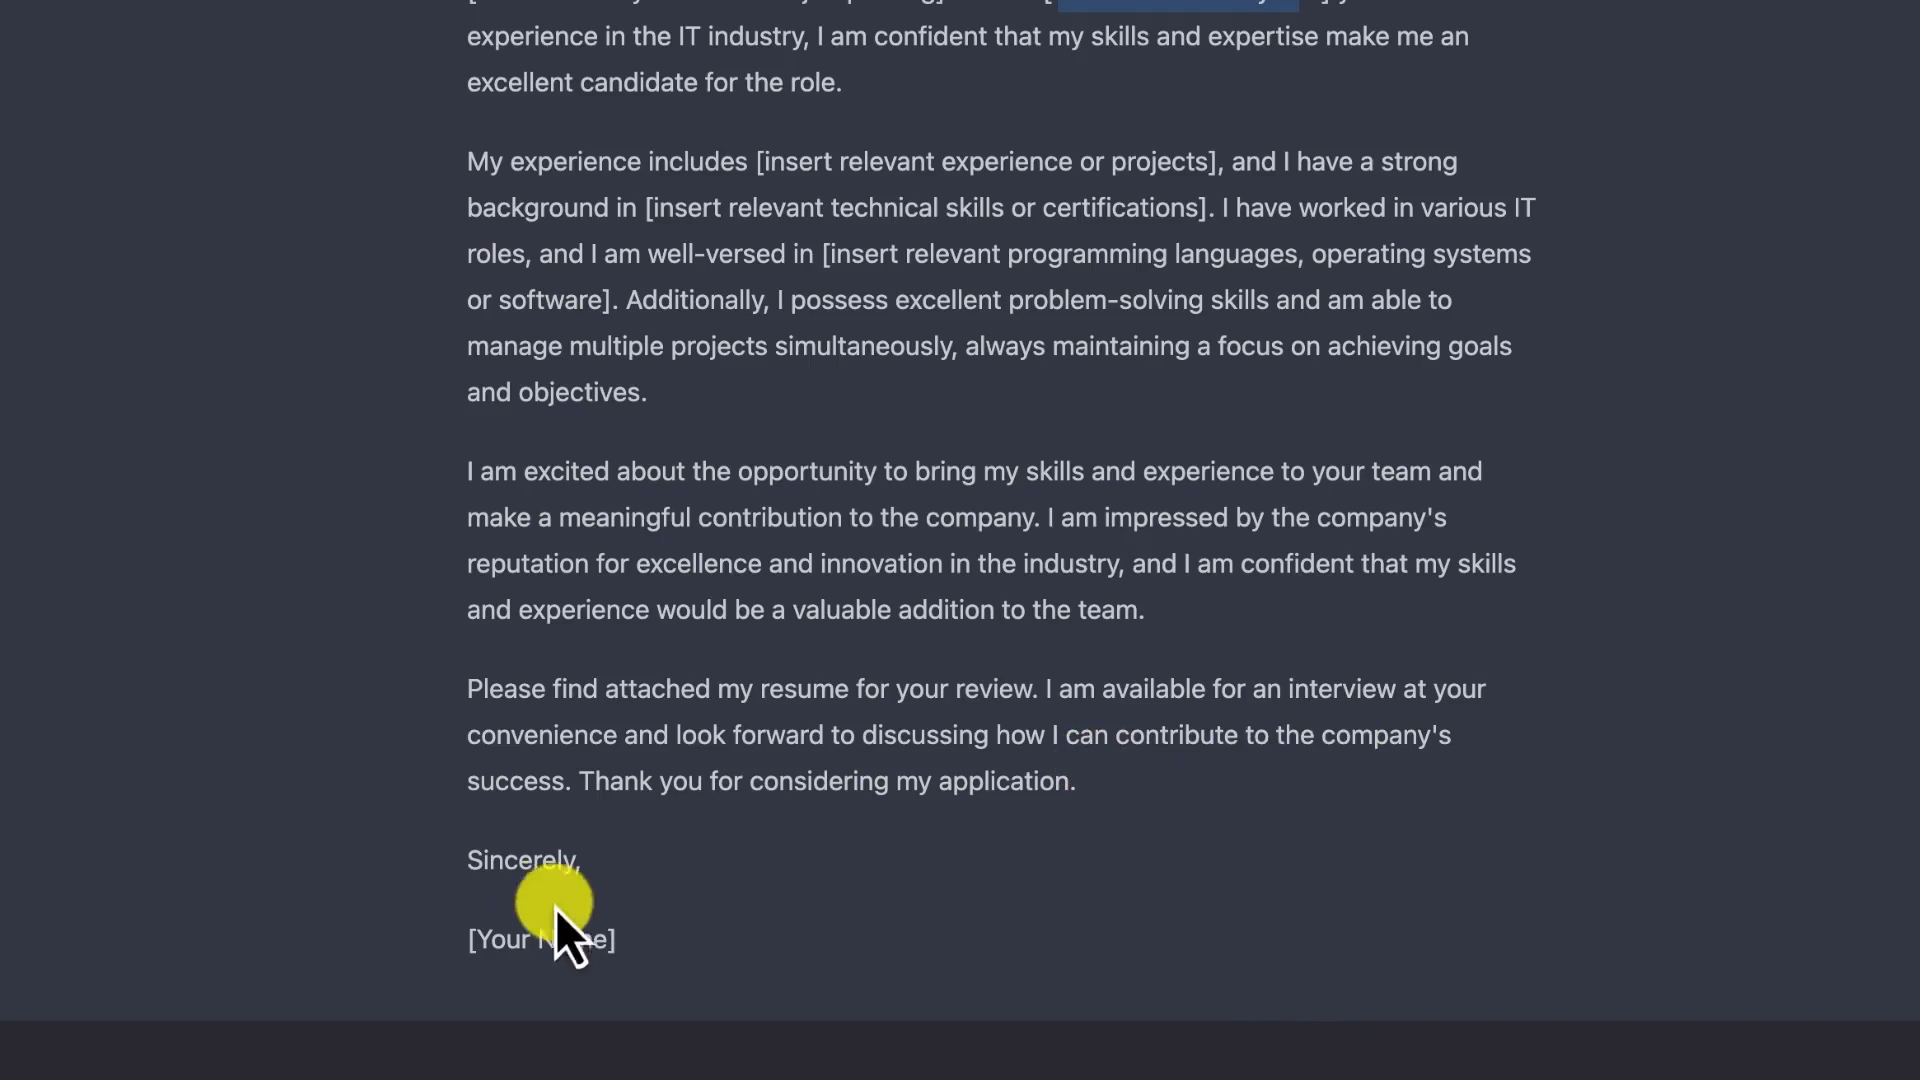 experience in the IT industry, I am confident that my skills and expertise make me an
excellent candidate for the role.
My experience includes [insert relevant experience or projects], and I have a strong
background in [insert relevant technical skills or certifications]. I have worked in various IT
roles, and I am well-versed in [insert relevant programming languages, operating systems
or software]. Additionally, I possess excellent problem-solving skills and am able to
manage multiple projects simultaneously, always maintaining a focus on achieving goals
and objectives.
I am excited about the opportunity to bring my skills and experience to your team and
make a meaningful contribution to the company. I am impressed by the company's
reputation for excellence and innovation in the industry, and I am confident that my skills
and experience would be a valuable addition to the team.
Please find attached my resume for your review. I am available for an interview at your
convenience and look forward to discussing how I can contribute to the company's
success. Thank you for considering my application.
Sincerely,
[Your Name]